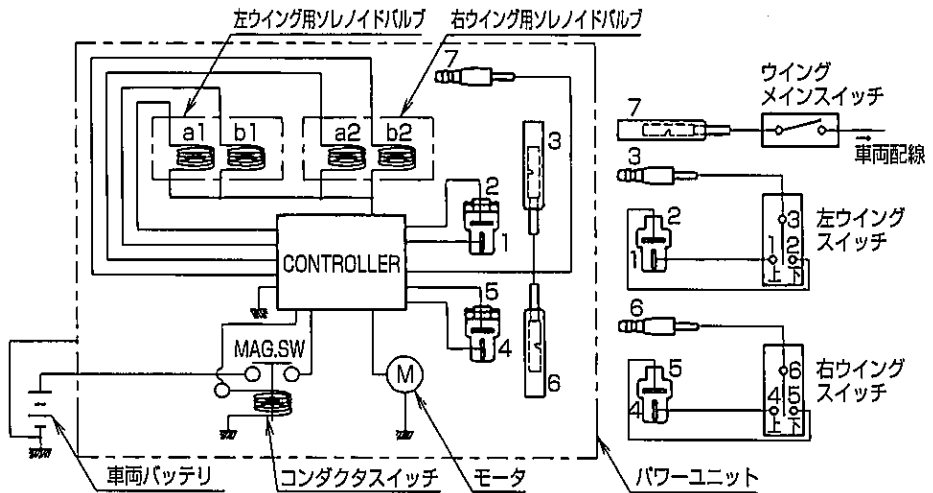 左ウイング用ソレノイドバルブ
右ウイング用ソレノイドバルブ
7
a1
b1
a2
b2
3
2
1
CONTROLLER
5
4
6
MAG.SW
M
車両バッテリ
コンダクタスイッチ
モータ
パワーユニット
ウイング
メインスイッチ
7
車両配線
3
2
1
3
1
2
上
下
左ウイング
スイッチ
6
5
4
6
4
5
上
下
右ウイング
スイッチ